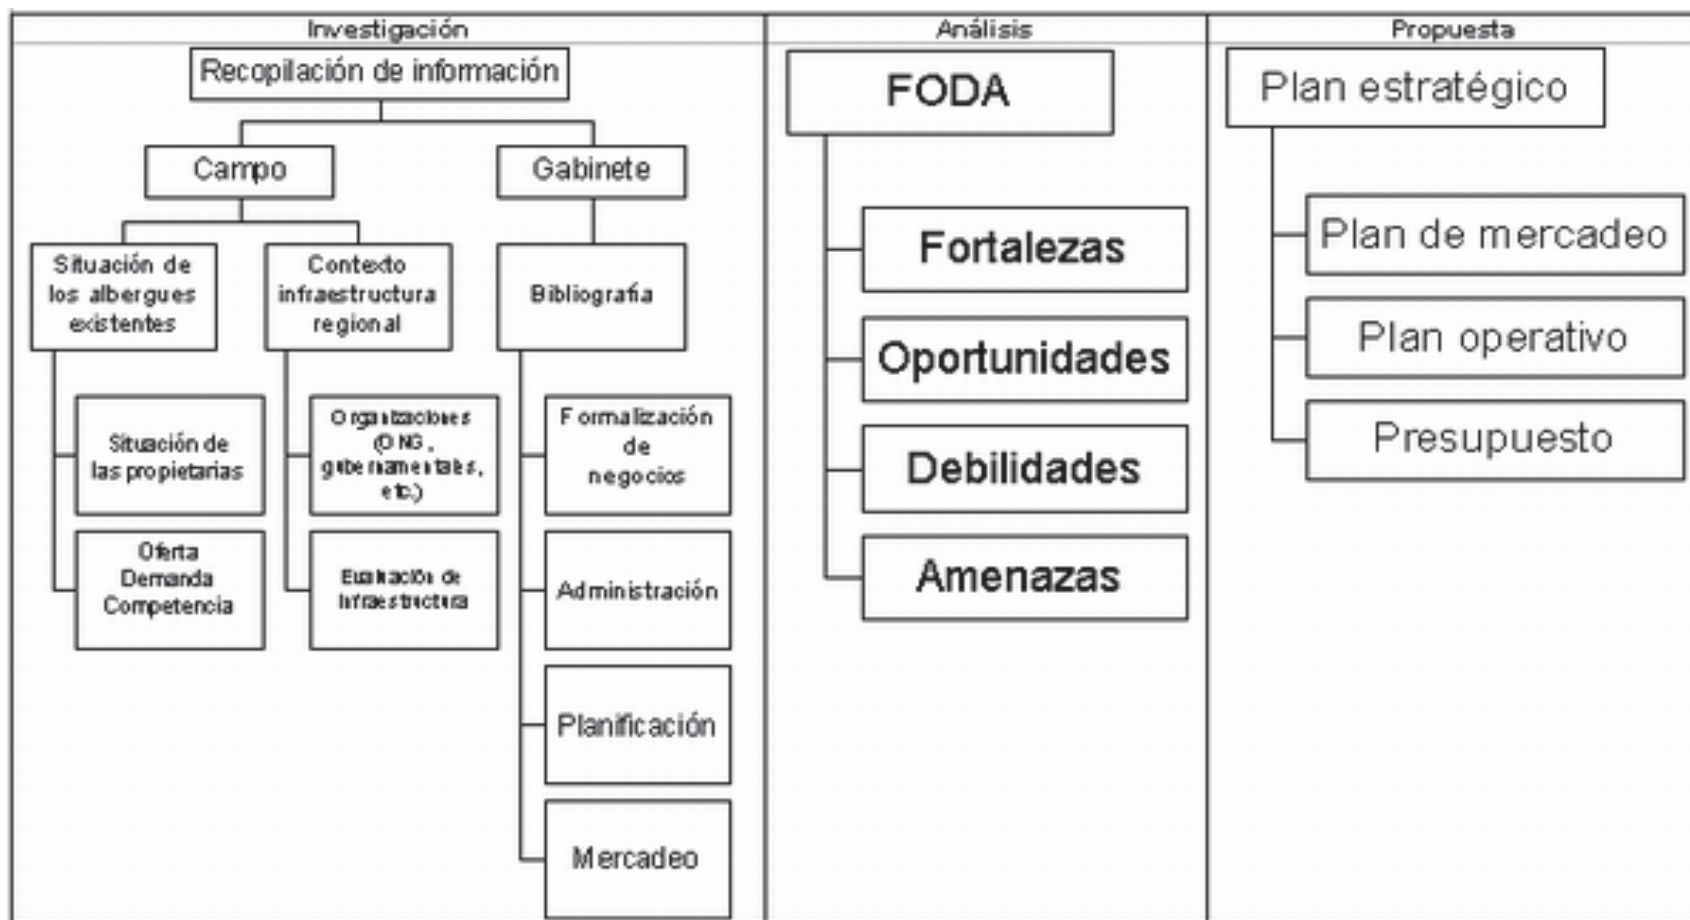 Investigación
Recopilación de información
Campo
Gabinete
Situación de
los albergues
existentes
Contexto
infraestructura
regional
Bibliografía
Situación de
las propietarias
Organizaciones
(ONG,
gubernamentales,
etc.)
Formalización
de
negocios
Oferta
Demanda
Competencia
Evaluación de
Infraestructura
Administración
Planificación
Mercadeo
Análisis
FODA
Fortalezas
Oportunidades
Debilidades
Amenazas
Propuesta
Plan estratégico
Plan de mercadeo
Plan operativo
Presupuesto